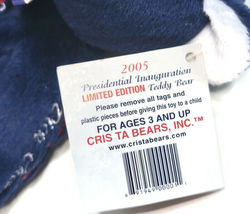 2005
Presidential Inauguration
LIMITED EDITION Teddy Bear
Please remove all tags and
plastic pieces before giving this toy to a child
FOR AGES 3 AND UP
CRIS TA BEARS, INC.™
www.cristabears.com